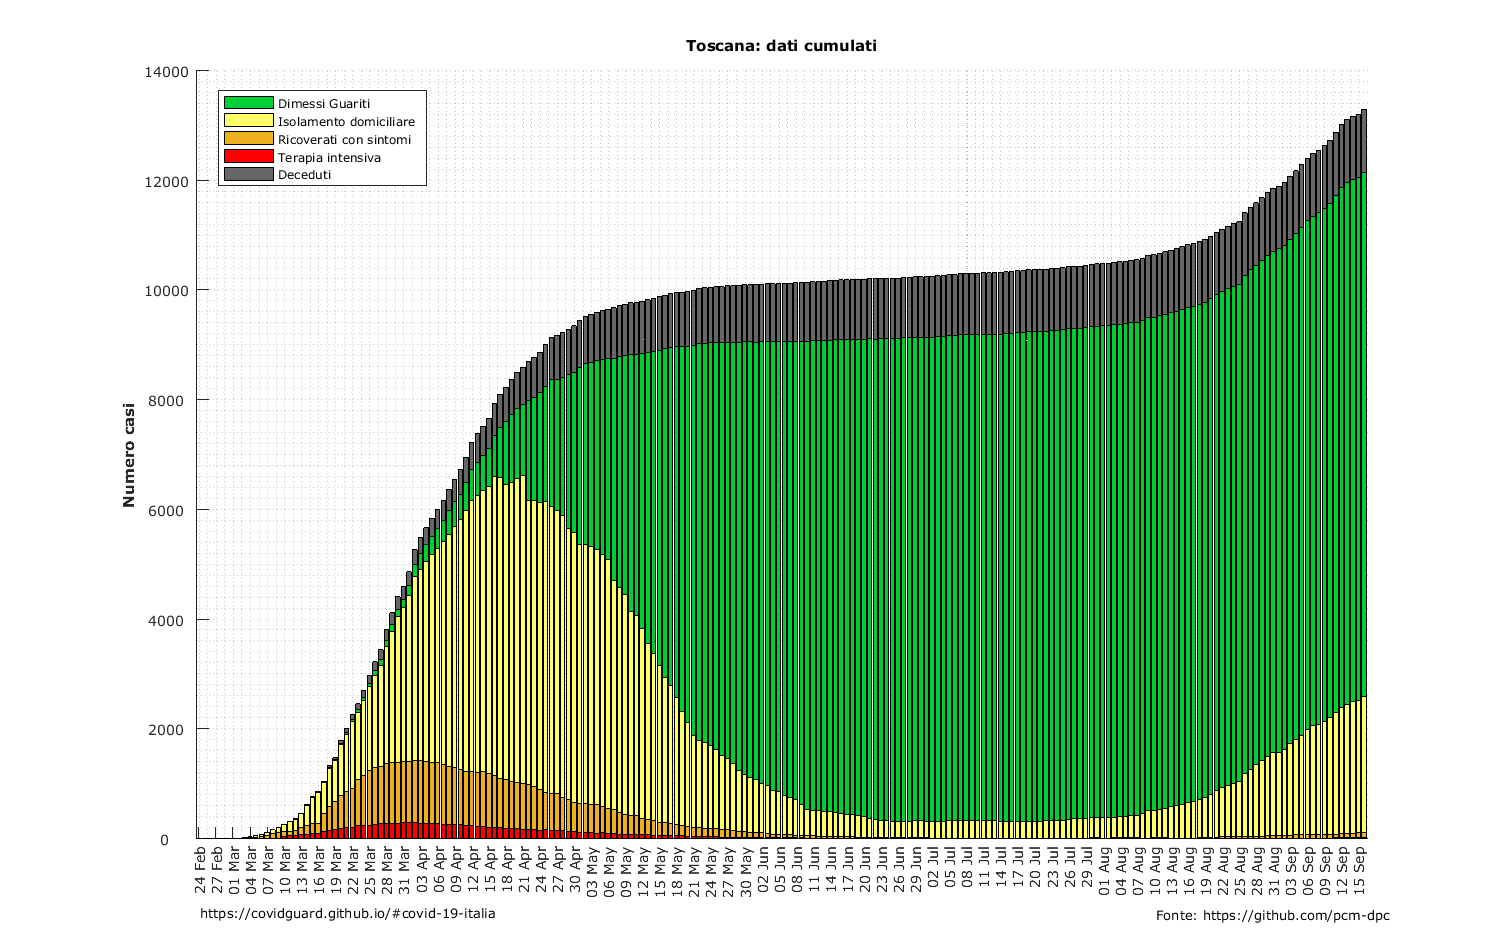 Toscana: dati cumulati
14000
12000
10000
8000
6000
4000
2000
0
Numero casi
Dimessi Guariti
Isolamento domiciliare
Ricoverati con sintomi
Terapia intensiva
Deceduti
24 Feb
27 Feb
01 Mar
04 Mar
07 Mar
10 Mar
13 Mar
16 Mar
19 Mar
22 Mar
25 Mar
28 Mar
31 Mar
03 Apr
06 Apr
09 Apr
12 Apr
15 Apr
18 Apr
21 Apr
24 Apr
27 Apr
30 Apr
03 May
06 May
09 May
12 May
15 May
18 May
21 May
24 May
27 May
30 May
02 Jun
05 Jun
08 Jun
11 Jun
14 Jun
17 Jun
20 Jun
23 Jun
26 Jun
29 Jun
02 Jul
05 Jul
08 Jul
11 Jul
14 Jul
17 Jul
20 Jul
23 Jul
26 Jul
29 Jul
01 Aug
04 Aug
07 Aug
10 Aug
13 Aug
16 Aug
19 Aug
22 Aug
25 Aug
28 Aug
31 Aug
03 Sep
06 Sep
09 Sep
12 Sep
15 Sep
https://covidguard.github.io/#covid-19-italia
Fonte: https://github.com/pcm-dpc